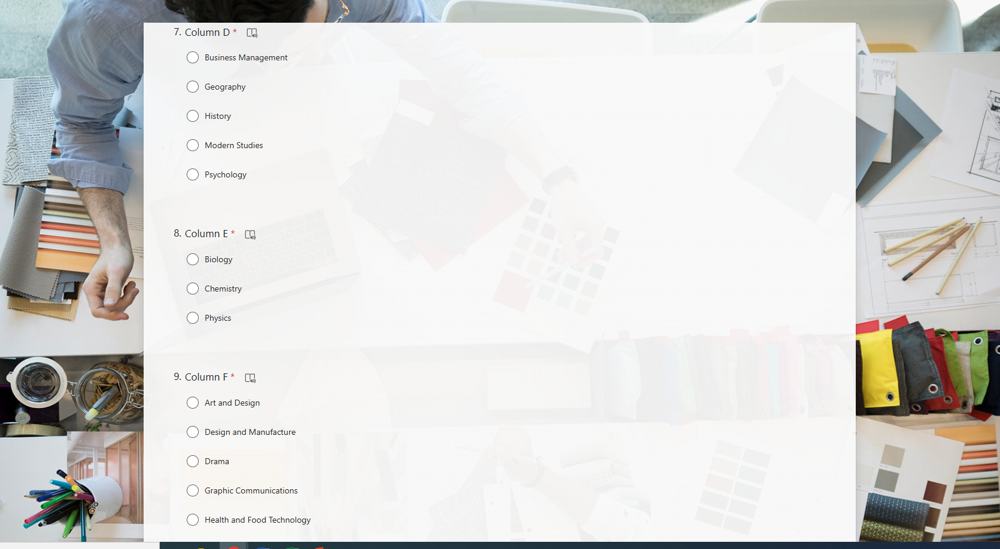 7. Column D *
Business Management
Geography
History
Modern Studies
Psychology
8. Column E *
Biology
Chemistry
Physics
9. Column F *
Art and Design
Design and Manufacture
Drama
Graphic Communications
Health and Food Technology